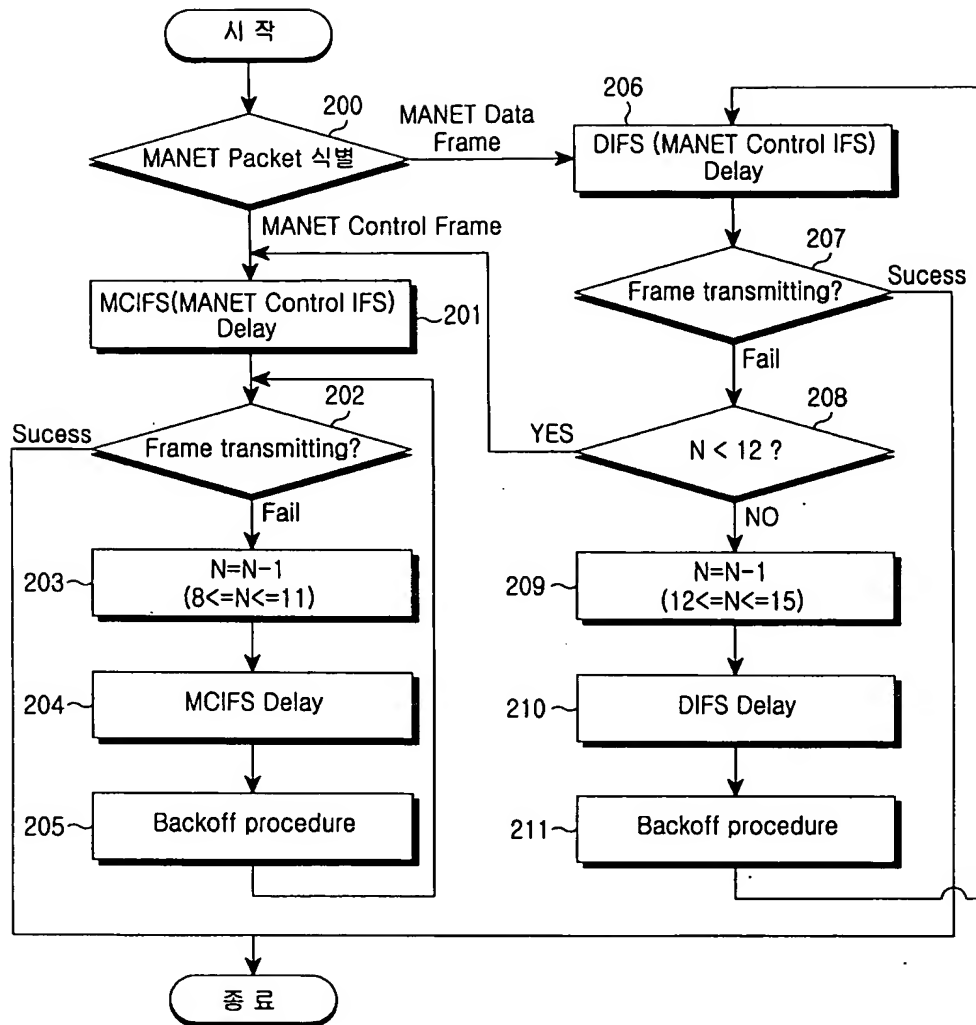 시 작
200
MANET Packet 식별
MANET Data
Frame
206
DIFS (MANET Control IFS)
Delay
MANET Control Frame
MCIFS(MANET Control IFS)
Delay
201
207
Frame transmitting?
Sucess
Fail
202
Sucess
Frame transmitting?
Fail
208
YES
N < 12 ?
NO
203
N=N-1
(8<=N<=11)
209
N=N-1
(12<=N<=15)
204
MCIFS Delay
210
DIFS Delay
205
Backoff procedure
211
Backoff procedure
종 료